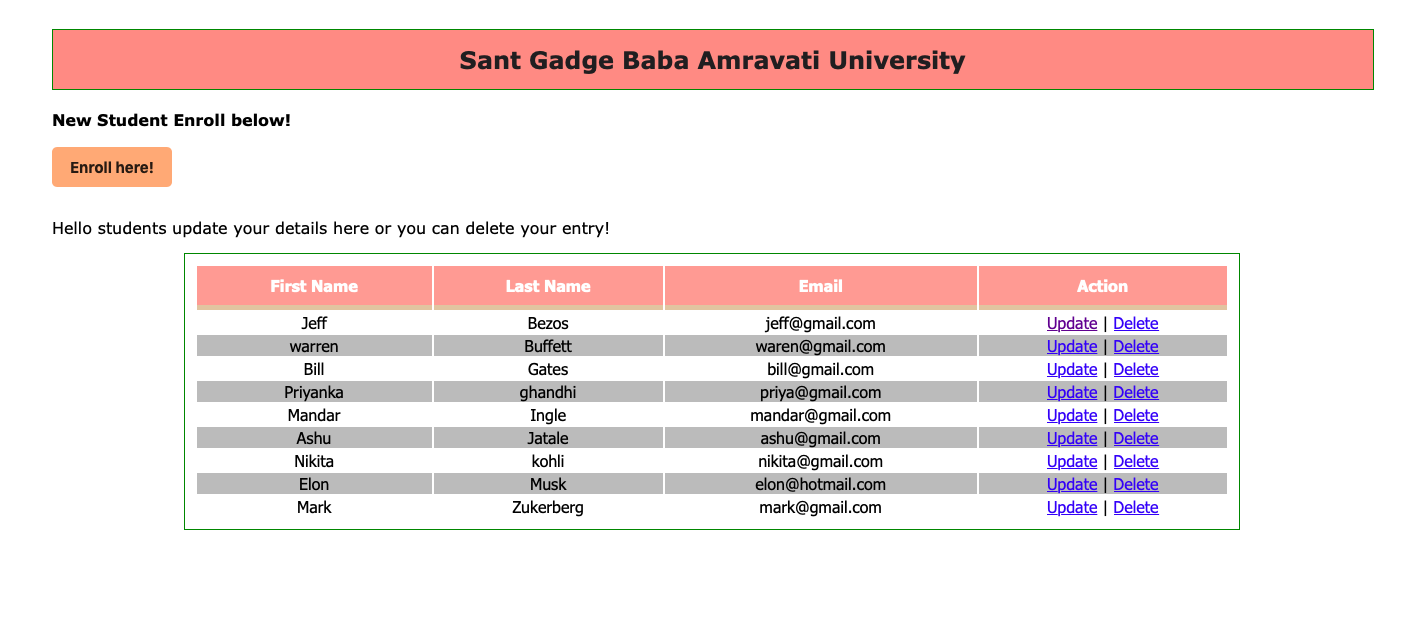 Sant Gadge Baba Amravati University
New Student Enroll below!
Enroll here!
Hello students update your details here or you can delete your entry!
First Name Last Name Email Action
Jeff Bezos jeff@gmail.com Update | Delete
warren Buffett waren@gmail.com Update | Delete
Bill Gates bill@gmail.com Update | Delete
Priyanka ghandhi priya@gmail.com Update | Delete
Mandar Ingle mandar@gmail.com Update | Delete
Ashu Jatale ashu@gmail.com Update | Delete
Nikita kohli nikita@gmail.com Update | Delete
Elon Musk elon@hotmail.com Update | Delete
Mark Zukerberg mark@gmail.com Update | Delete